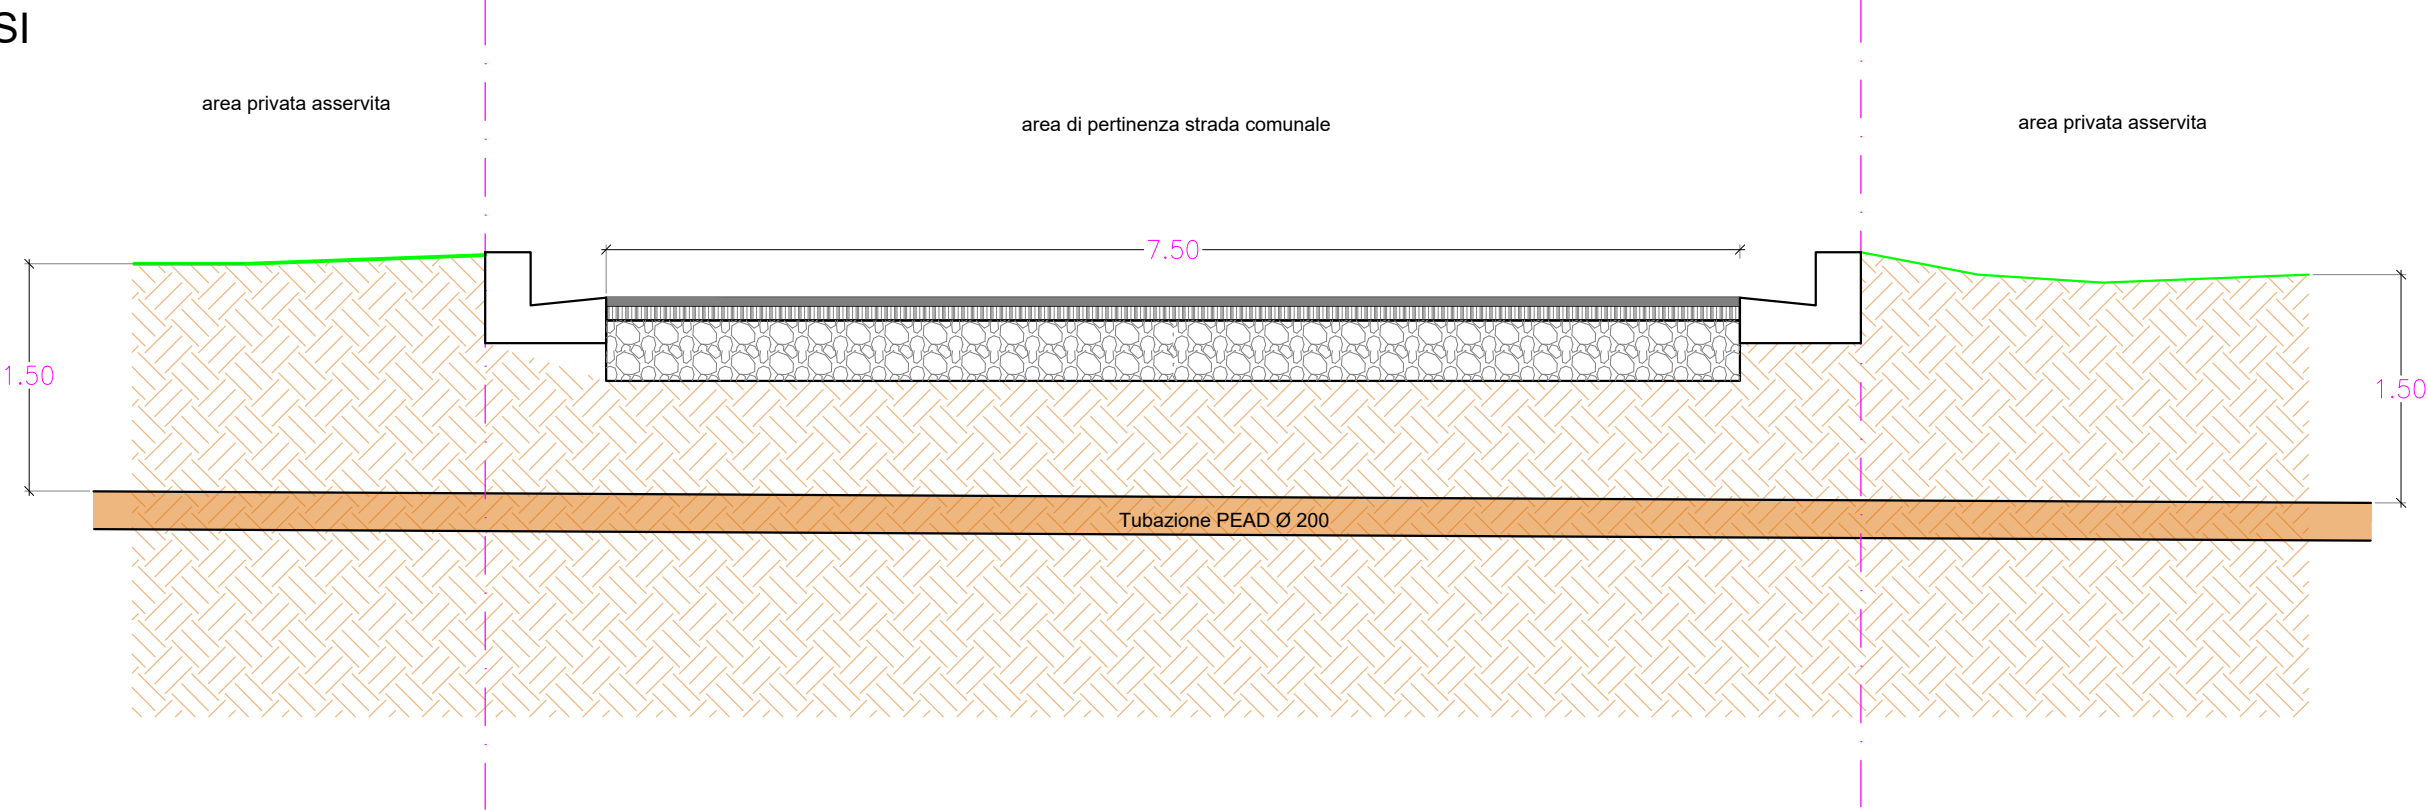 SI
area privata asservita
area di pertinenza strada comunale
area privata asservita
7.50
1.50
1.50
Tubazione PEAD Ø 200